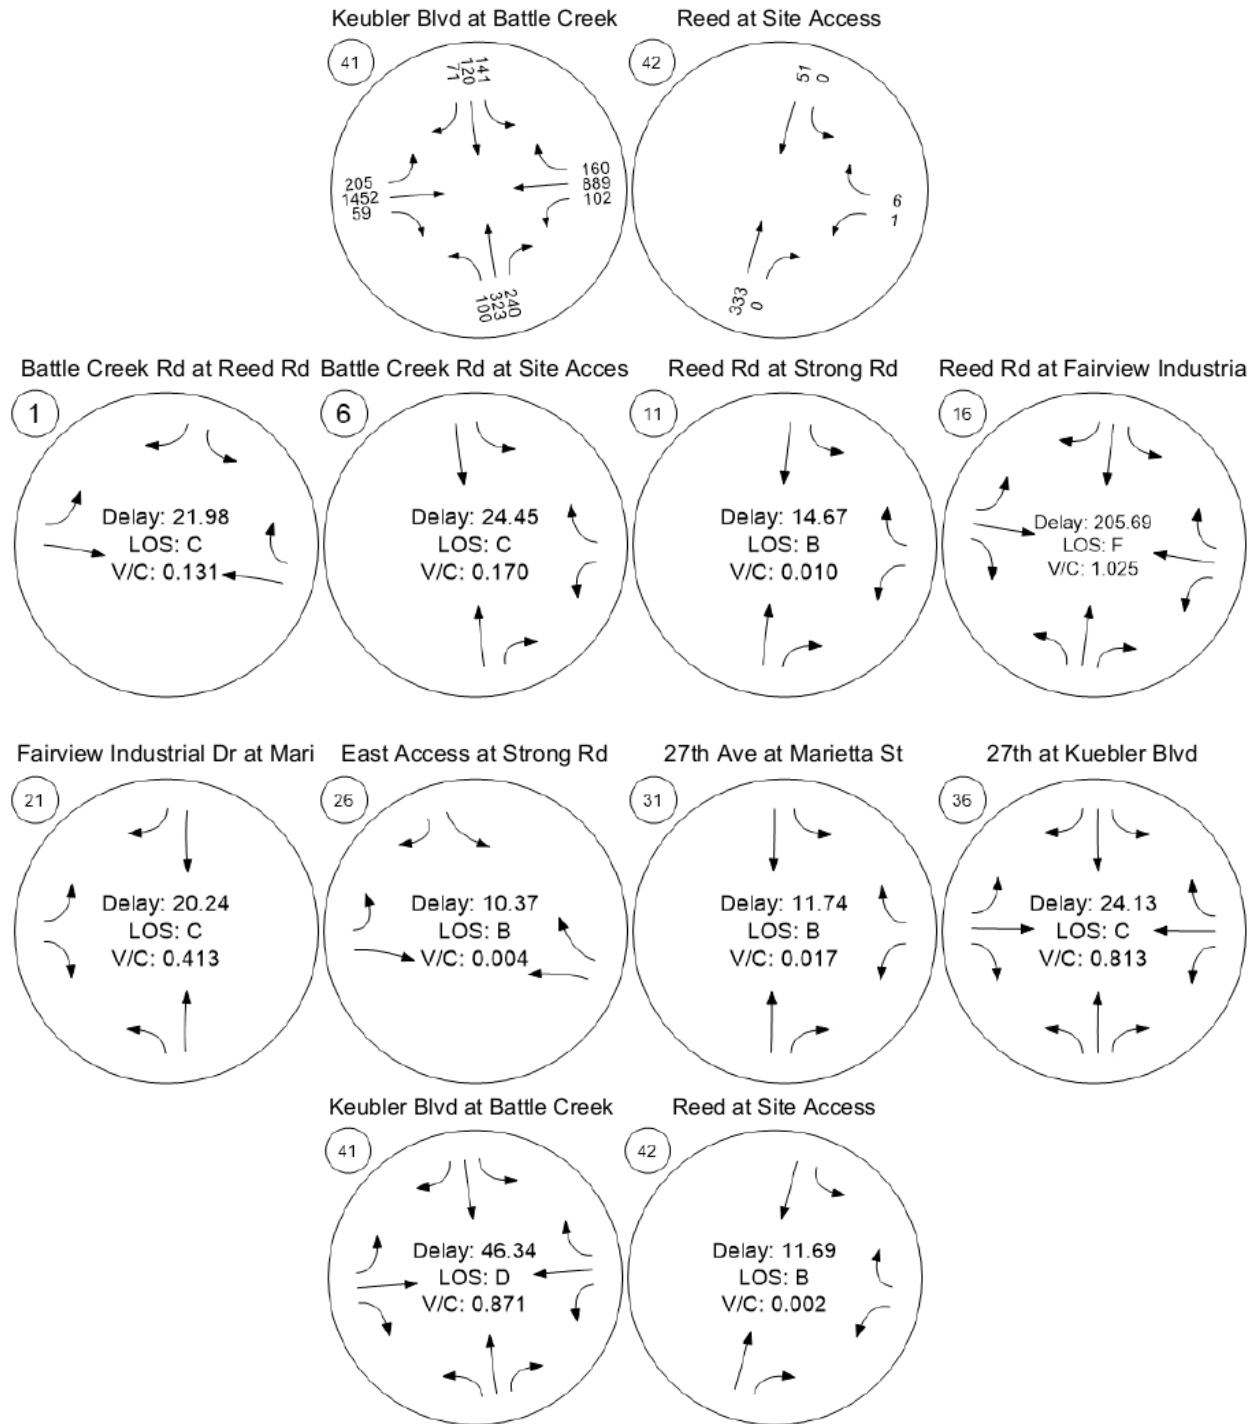 Keubler Blvd at Battle Creek
Reed at Site Access
41
71
120
141
205
1452
59
160
889
102
100
323
240
42
51
0
6
1
333
0
Battle Creek Rd at Reed Rd
Battle Creek Rd at Site Acces
Reed Rd at Strong Rd
Reed Rd at Fairview Industria
1
Delay: 21.98
LOS: C
V/C: 0.131
6
Delay: 24.45
LOS: C
V/C: 0.170
11
Delay: 14.67
LOS: B
V/C: 0.010
16
Delay: 205.69
LOS: F
V/C: 1.025
Fairview Industrial Dr at Mari
East Access at Strong Rd
27th Ave at Marietta St
27th at Kuebler Blvd
21
Delay: 20.24
LOS: C
V/C: 0.413
26
Delay: 10.37
LOS: B
V/C: 0.004
31
Delay: 11.74
LOS: B
V/C: 0.017
36
Delay: 24.13
LOS: C
V/C: 0.813
Keubler Blvd at Battle Creek
Reed at Site Access
41
Delay: 46.34
LOS: D
V/C: 0.871
42
Delay: 11.69
LOS: B
V/C: 0.002